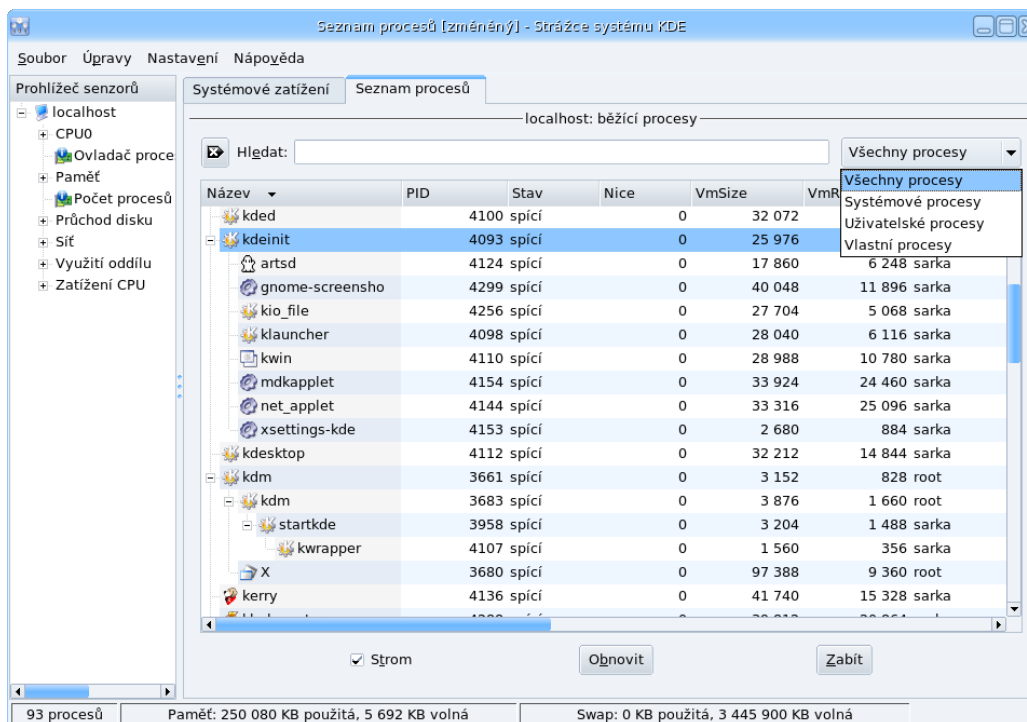 Seznam procesů [změněný] - Strážce systému KDE
Soubor Úpravy Nastavení Nápověda
Prohlížeč senzorů
localhost
CPU0
Ovladač proce
Paměť
Počet procesů
Průchod disku
Síť
Využití oddílu
Zatížení CPU
Systémové zatížení Seznam procesů
localhost: běžící procesy
Hledat: Všechny procesy
Všechny procesy
Systémové procesy
Uživatelské procesy
Vlastní procesy
Název PID Stav Nice VmSize VmR
kded 4100 spící 0 32 072
kdeinit 4093 spící 0 25 976
artsd 4124 spící 0 17 860 6 248 sarka
gnome-screensho 4299 spící 0 40 048 11 896 sarka
kio_file 4256 spící 0 27 704 5 068 sarka
klauncher 4098 spící 0 28 040 6 116 sarka
kwin 4110 spící 0 28 988 10 780 sarka
mdkapplet 4154 spící 0 33 924 24 460 sarka
net_applet 4144 spící 0 33 316 25 096 sarka
xsettings-kde 4153 spící 0 2 680 884 sarka
kdesktop 4112 spící 0 32 212 14 844 sarka
kdm 3661 spící 0 3 152 828 root
kdm 3683 spící 0 3 876 1 660 root
startkde 3958 spící 0 3 204 1 488 sarka
kwrapper 4107 spící 0 1 560 356 sarka
X 3680 spící 0 97 388 9 360 root
kerry 4136 spící 0 41 740 15 328 sarka
Strom Obnovit Zabít
93 procesů Paměť: 250 080 KB použitá, 5 692 KB volná Swap: 0 KB použitá, 3 445 900 KB volná